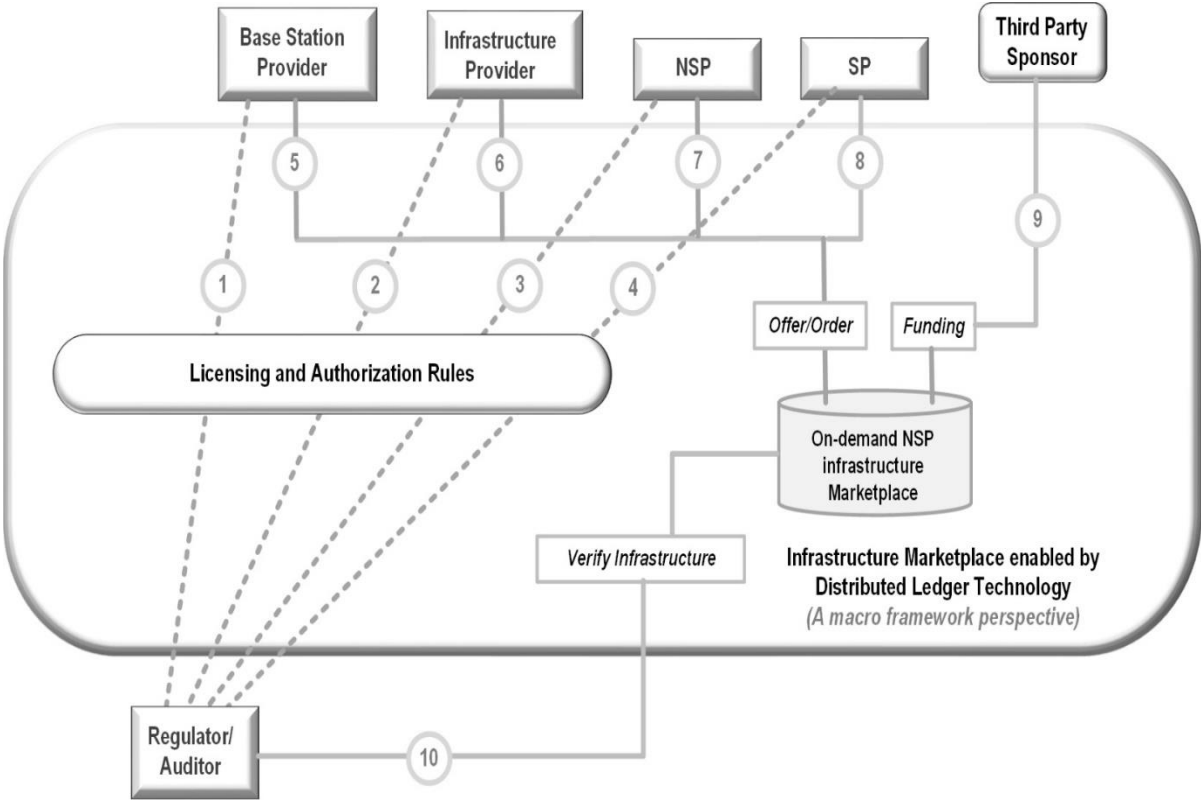 Base Station
Provider
Infrastructure
Provider
NSP
SP
Third Party
Sponsor
5
6
7
8
9
1
2
3
4
Offer/Order
Funding
Licensing and Authorization Rules
On-demand NSP
infrastructure
Marketplace
Verify Infrastructure
Infrastructure Marketplace enabled by
Distributed Ledger Technology
(A macro framework perspective)
Regulator/
Auditor
10